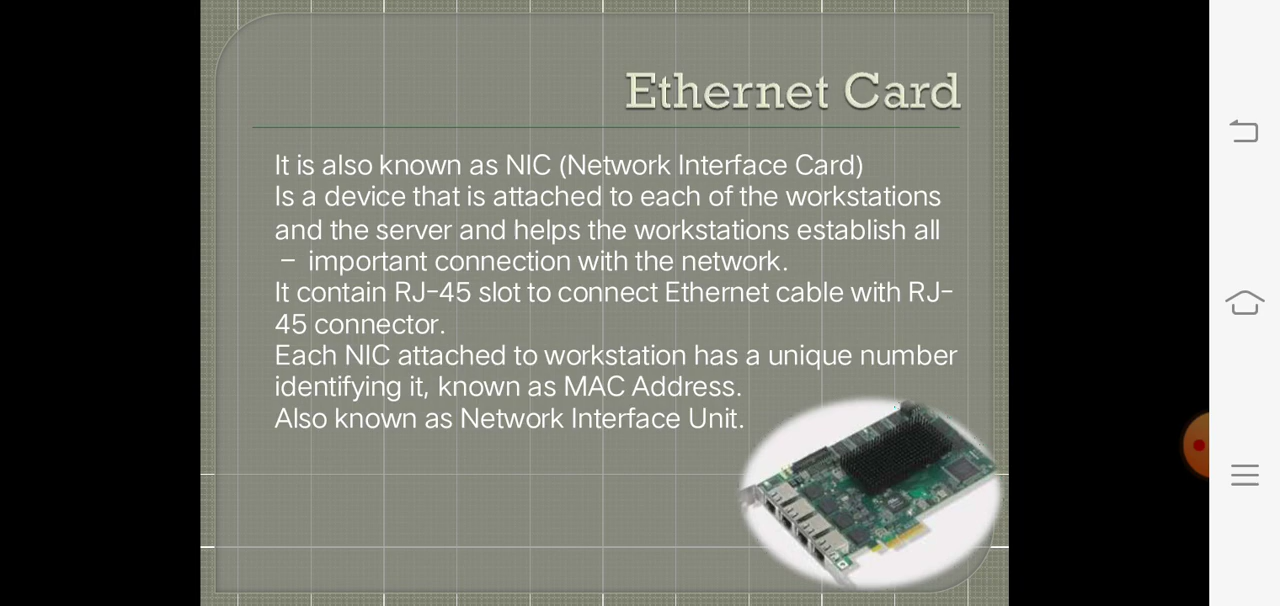 Ethernet Card
It is also known as NIC (Network Interface Card)
Is a device that is attached to each of the workstations
and the server and helps the workstations establish all
– important connection with the network.
It contain RJ-45 slot to connect Ethernet cable with RJ-
45 connector.
Each NIC attached to workstation has a unique number
identifying it, known as MAC Address.
Also known as Network Interface Unit.